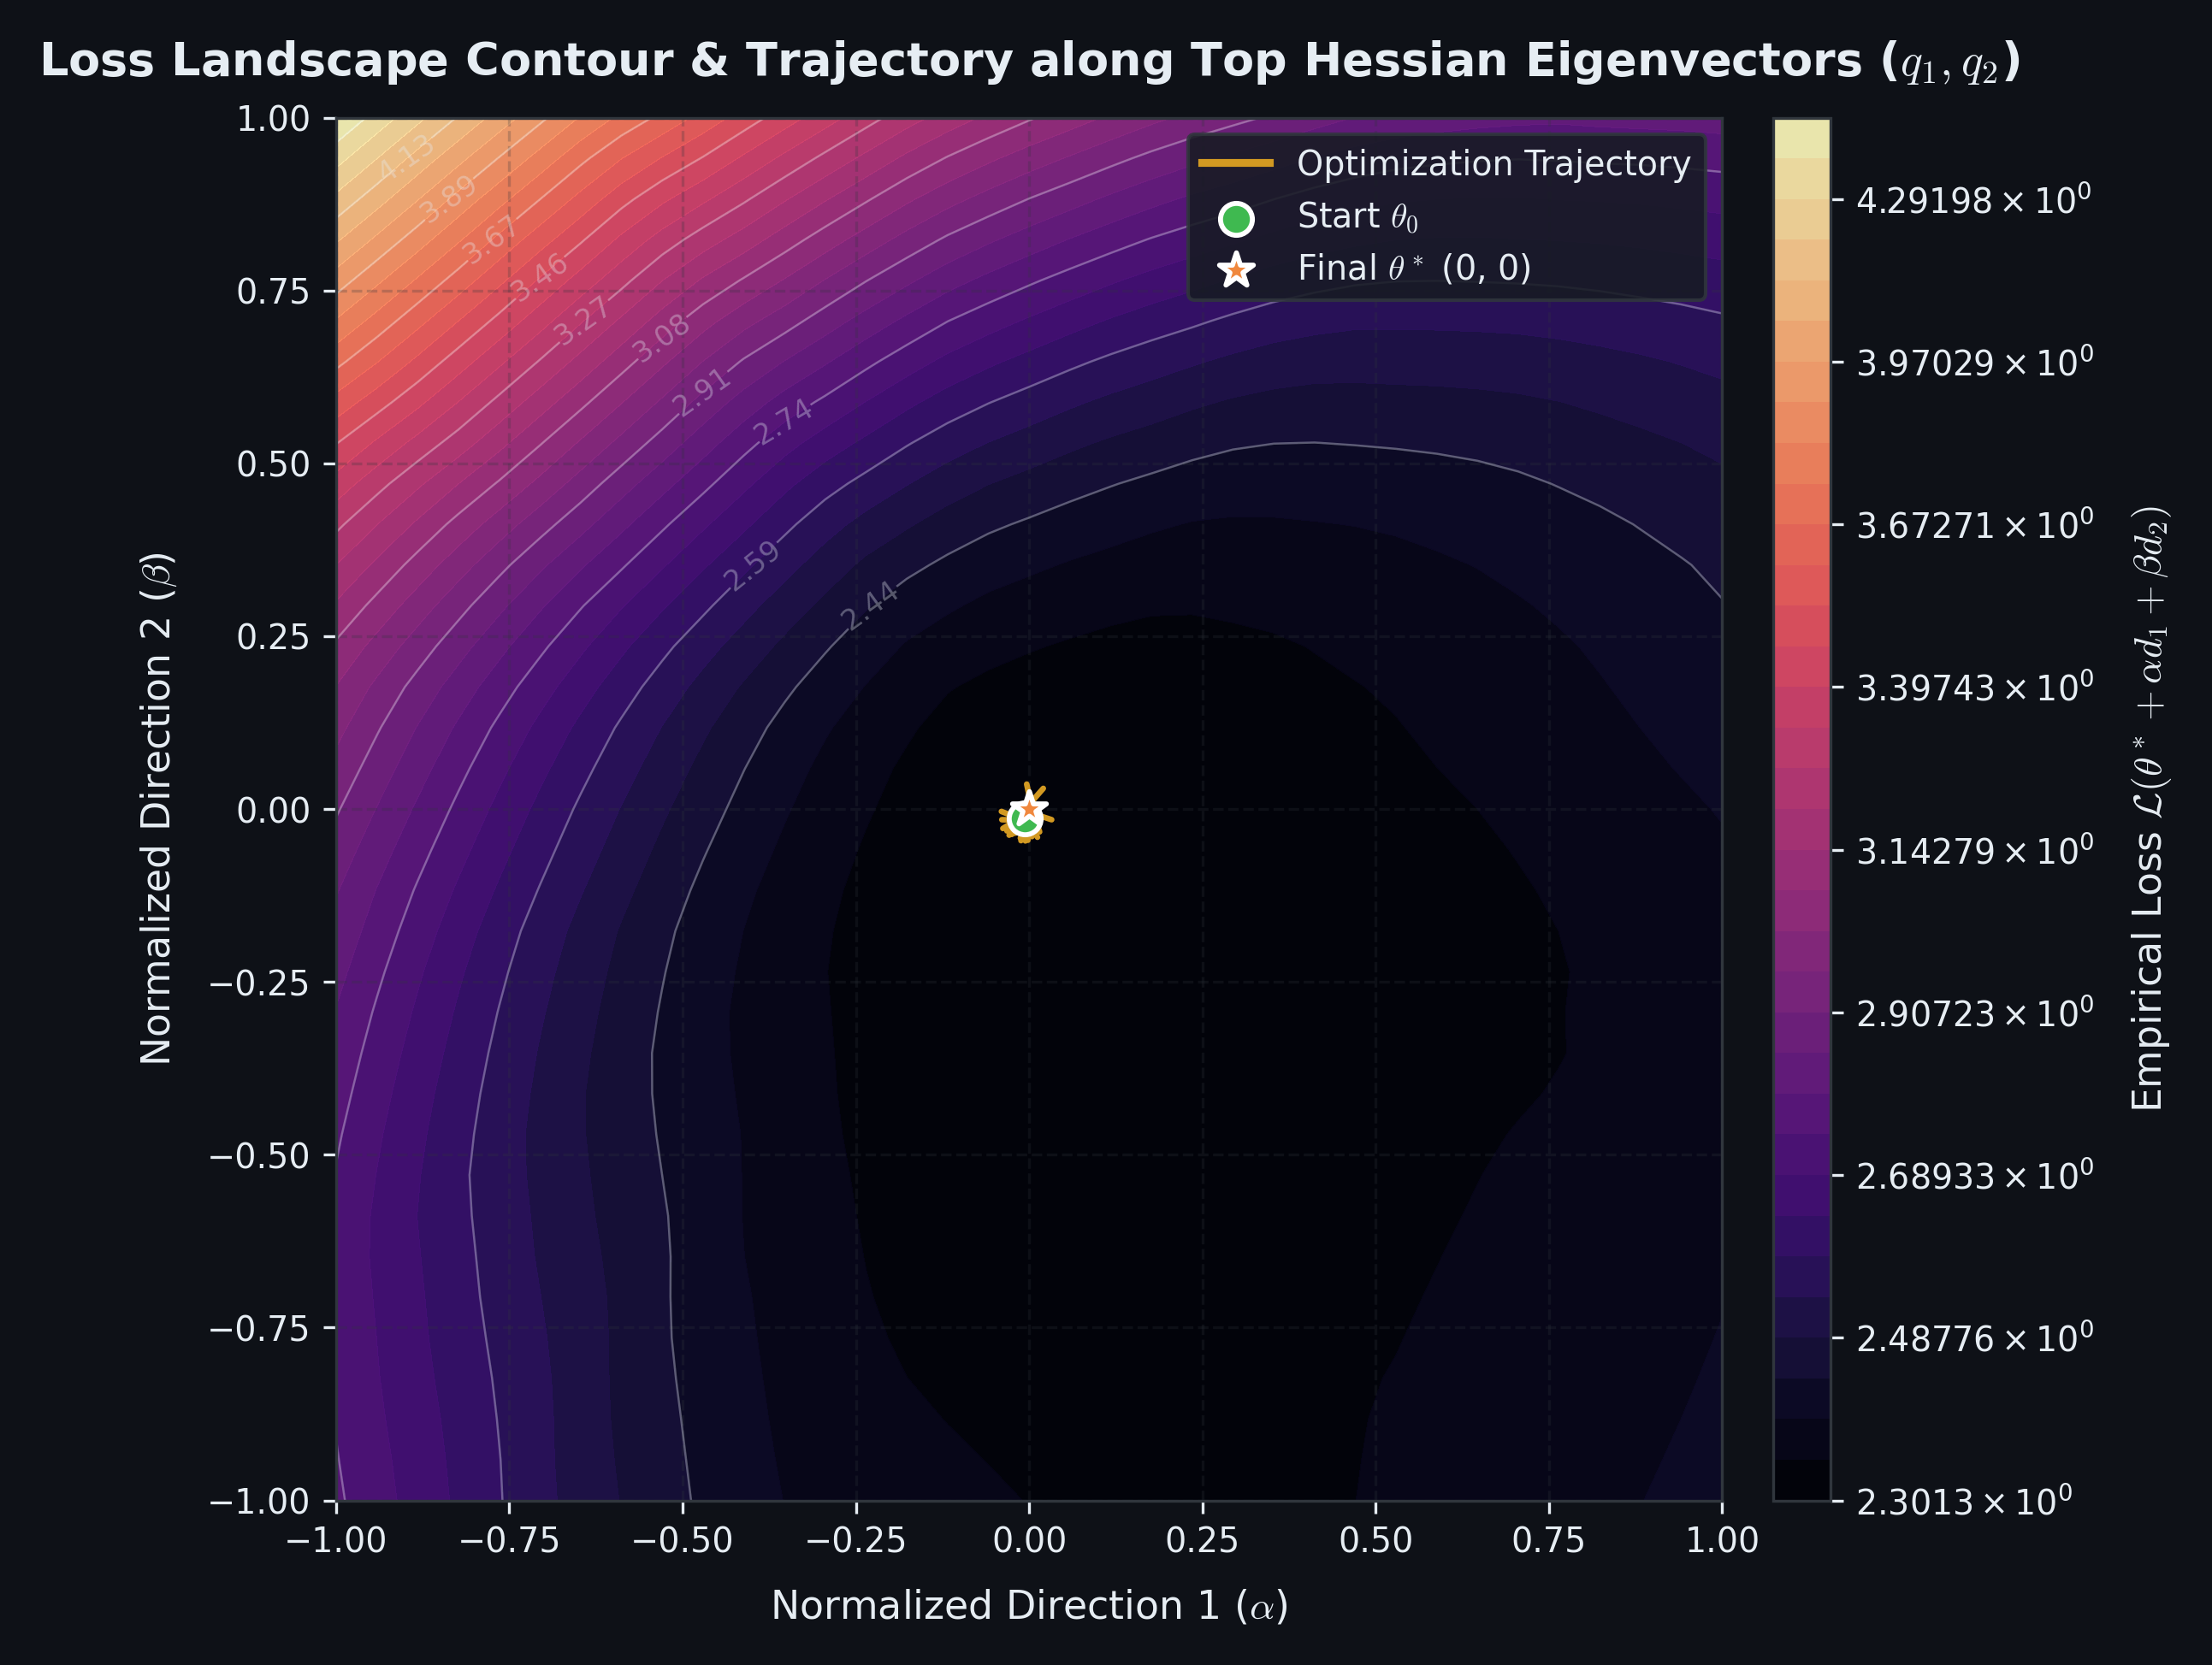 Loss Landscape Contour & Trajectory along Top Hessian Eigenvectors (q₁, q₂)
Optimization Trajectory
Start θ₀
Final θ* (0, 0)
1.00
0.75
0.50
0.25
0.00
−0.25
−0.50
−0.75
−1.00
Normalized Direction 2 (β)
4.13
3.89
3.67
3.46
3.27
3.08
2.91
2.74
2.59
2.44
−1.00
−0.75
−0.50
−0.25
0.00
0.25
0.50
0.75
1.00
Normalized Direction 1 (α)
4.29198 × 10⁰
3.97029 × 10⁰
3.67271 × 10⁰
3.39743 × 10⁰
3.14279 × 10⁰
2.90723 × 10⁰
2.68933 × 10⁰
2.48776 × 10⁰
2.3013 × 10⁰
Empirical Loss ℒ(θ* + αd₁ + βd₂)